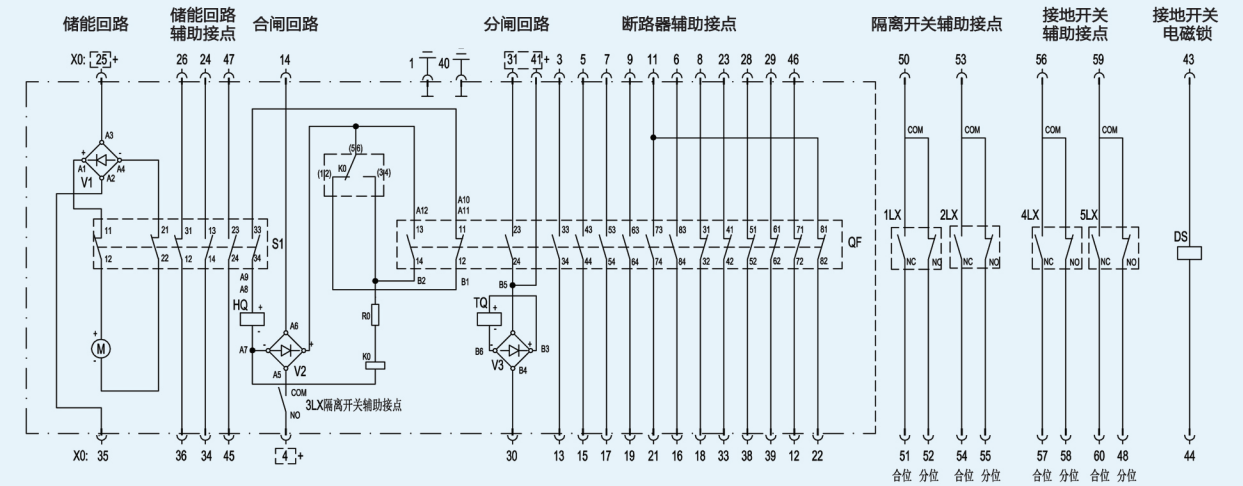 储能回路 储能回路 合闸回路 分闸回路 断路器辅助接点 隔离开关辅助接点 接地开关 接地开关
辅助接点 辅助接点 电磁锁
X0: 25 + 26 24 47 14 1 40 31 41 + 3 5 7 9 11 6 8 23 28 29 46 50 53 56 59 43
COM COM COM COM
A3
+ -
A1 A4
V1 A2
(5\6)
(1\2) K0 (3\4)
A10
A12 A11
1LX 2LX 4LX 5LX
11 21 31 13 23 33 13 11 23 33 43 53 63 73 83 31 41 51 61 71 81
S1 QF DS
12 22 12 14 24 34 14 12 24 34 44 54 64 74 84 32 42 52 62 72 82
NC NO NC NO NC NO NC NO
A9 B2 B1 B5
A8
HQ + TQ +
- -
R0
A6
+ M - A7 - + B6 - + B3
V2 K0 V3 B4
A5
COM
3LX隔离开关辅助接点
NO
X0: 35 36 34 45 4 + 30 13 15 17 19 21 16 18 33 38 39 12 22 51 52 54 55 57 58 60 48 44
合位 分位 合位 分位 合位 分位 合位 分位